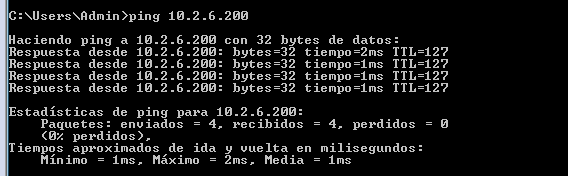 C:\Users\Admin>ping 10.2.6.200
Haciendo ping a 10.2.6.200 con 32 bytes de datos:
Respuesta desde 10.2.6.200: bytes=32 tiempo=2ms TTL=127
Respuesta desde 10.2.6.200: bytes=32 tiempo=1ms TTL=127
Respuesta desde 10.2.6.200: bytes=32 tiempo=1ms TTL=127
Respuesta desde 10.2.6.200: bytes=32 tiempo=1ms TTL=127
Estadísticas de ping para 10.2.6.200:
Paquetes: enviados = 4, recibidos = 4, perdidos = 0
(0% perdidos),
Tiempos aproximados de ida y vuelta en milisegundos:
Mínimo = 1ms, Máximo = 2ms, Media = 1ms